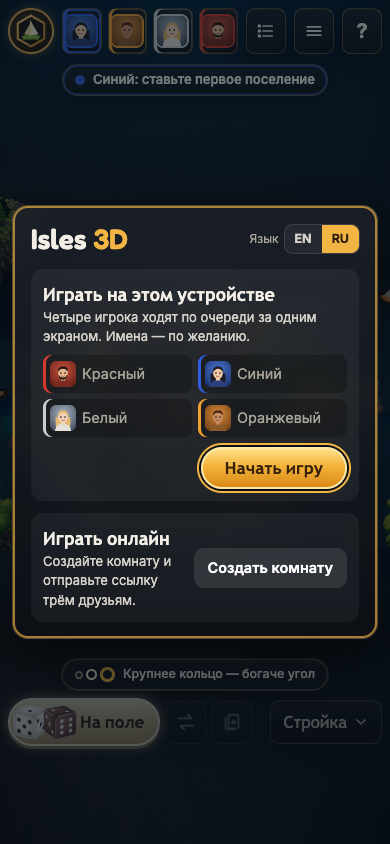 ?
Синий: ставьте первое поселение
Isles 3D
Язык EN RU
Играть на этом устройстве
Четыре игрока ходят по очереди за одним
экраном. Имена — по желанию.
Красный Синий
Белый Оранжевый
Начать игру
Играть онлайн
Создайте комнату и
отправьте ссылку
трём друзьям.
Создать комнату
Крупнее кольцо — богаче угол
На поле Стройка